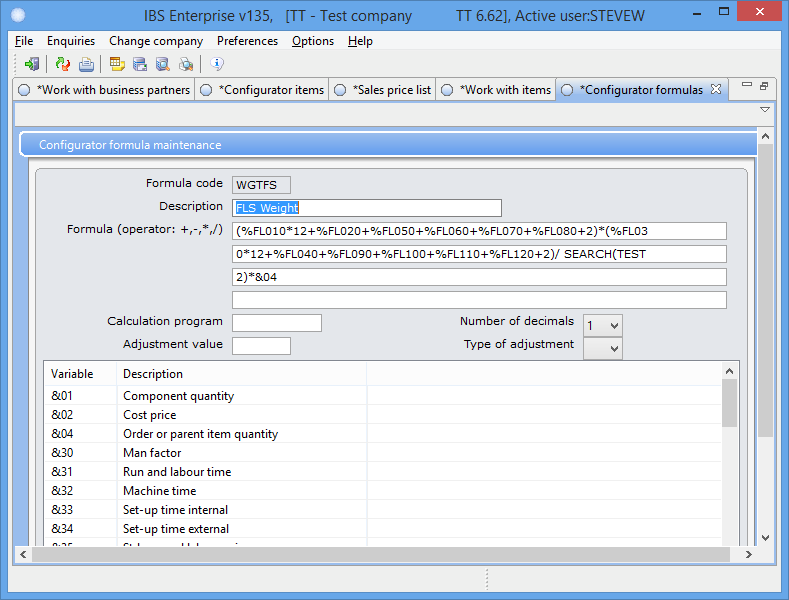 IBS Enterprise v135, [TT - Test company TT 6.62], Active user:STEVEW
File Enquiries Change company Preferences Options Help
*Work with business partners *Configurator items *Sales price list *Work with items *Configurator formulas
Configurator formula maintenance
Formula code WGTFS
Description FLS Weight
Formula (operator: +,-,*,/) (%FL010*12+%FL020+%FL050+%FL060+%FL070+%FL080+2)*(%FL03
0*12+%FL040+%FL090+%FL100+%FL110+%FL120+2)/ SEARCH(TEST
2)*&04
Calculation program Number of decimals 1
Adjustment value Type of adjustment
Variable Description
&01 Component quantity
&02 Cost price
&04 Order or parent item quantity
&30 Man factor
&31 Run and labour time
&32 Machine time
&33 Set-up time internal
&34 Set-up time external